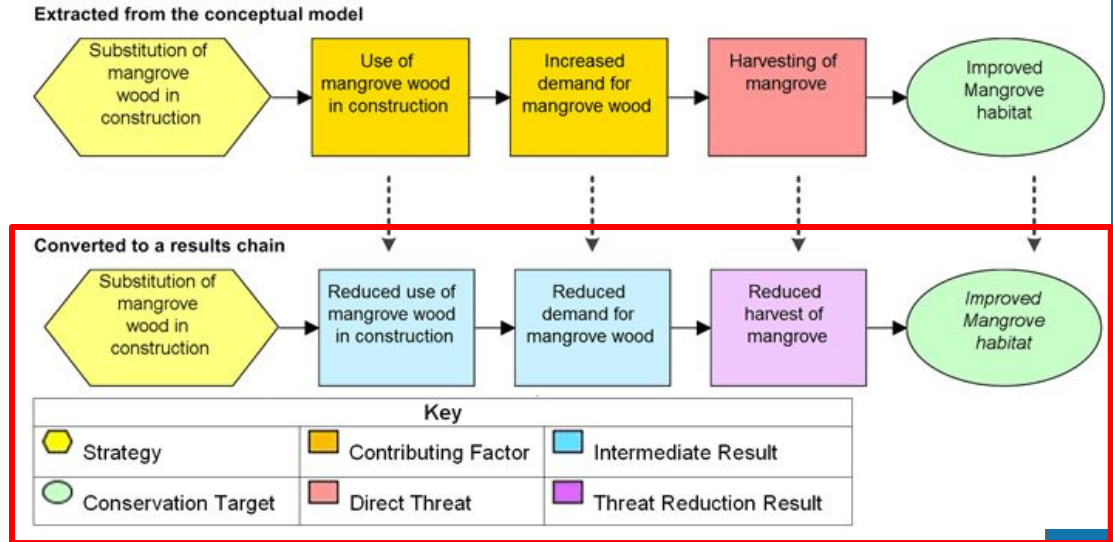 Extracted from the conceptual model
Substitution of
mangrove
wood in
construction
Use of
mangrove wood
in construction
Increased
demand for
mangrove wood
Harvesting of
mangrove
Improved
Mangrove
habitat
Converted to a results chain
Substitution of
mangrove
wood in
construction
Reduced use of
mangrove wood
in construction
Reduced
demand for
mangrove wood
Reduced
harvest of
mangrove
Improved
Mangrove
habitat
Key
Strategy
Contributing Factor
Intermediate Result
Conservation Target
Direct Threat
Threat Reduction Result